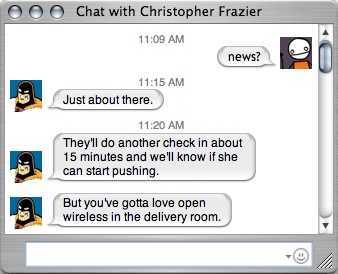 Chat with Christopher Frazier
11:09 AM
news?
11:15 AM
Just about there.
11:20 AM
They'll do another check in about
15 minutes and we'll know if she
can start pushing.
But you've gotta love open
wireless in the delivery room.